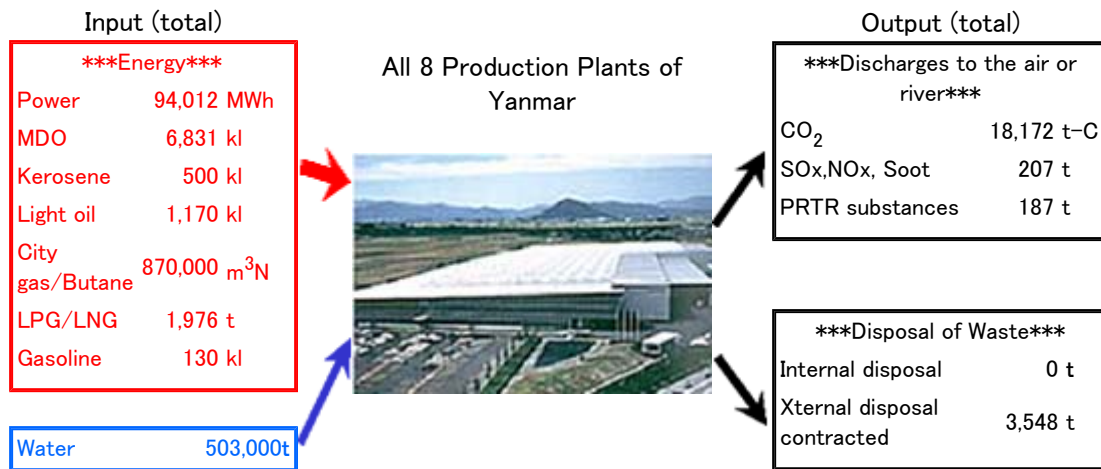 Input (total)
***Energy***
Power 94,012 MWh
MDO 6,831 kl
Kerosene 500 kl
Light oil 1,170 kl
City
gas/Butane 870,000 m³N
LPG/LNG 1,976 t
Gasoline 130 kl
Water 503,000t
All 8 Production Plants of
Yanmar
Output (total)
***Discharges to the air or
river***
CO₂ 18,172 t-C
SOx,NOx, Soot 207 t
PRTR substances 187 t
***Disposal of Waste***
Internal disposal 0 t
Xternal disposal
contracted 3,548 t